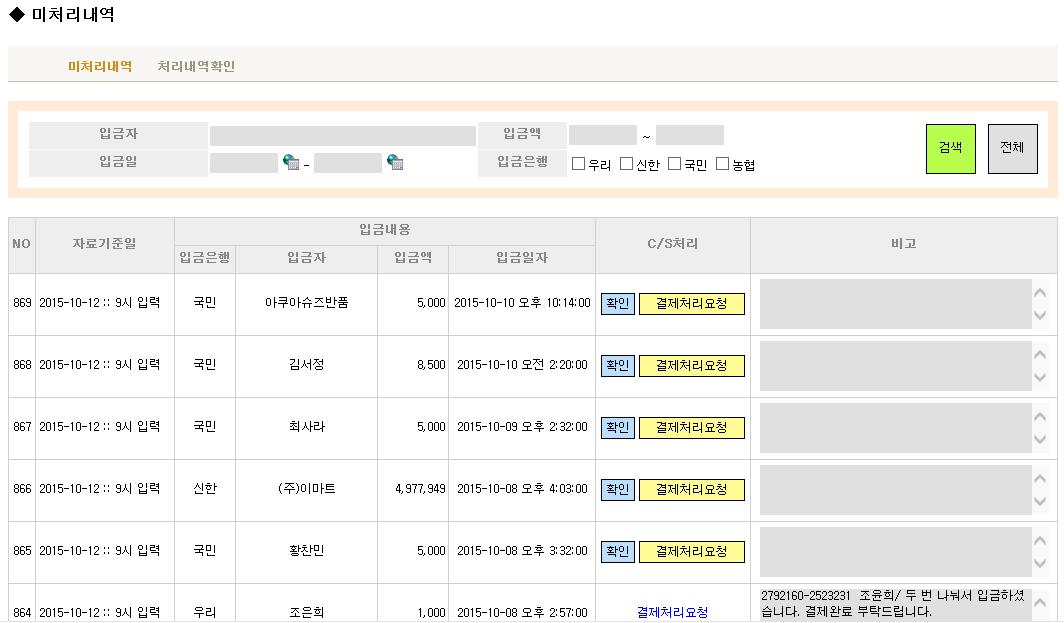 ◆ 미처리내역
미처리내역 처리내역확인
입금자 입금액 ~
입금일 - 입금은행 우리 신한 국민 농협
검색 전체
NO 자료기준일 입금내용 C/S처리 비고
입금은행 입금자 입금액 입금일자
869 2015-10-12 :: 9시 입력 국민 아쿠아슈즈반품 5,000 2015-10-10 오후 10:14:00 확인 결제처리요청
868 2015-10-12 :: 9시 입력 국민 김서정 8,500 2015-10-10 오전 2:20:00 확인 결제처리요청
867 2015-10-12 :: 9시 입력 국민 최사라 5,000 2015-10-09 오후 2:32:00 확인 결제처리요청
866 2015-10-12 :: 9시 입력 신한 (주)이마트 4,977,949 2015-10-08 오후 4:03:00 확인 결제처리요청
865 2015-10-12 :: 9시 입력 국민 황찬민 5,000 2015-10-08 오후 3:32:00 확인 결제처리요청
864 2015-10-12 :: 9시 입력 우리 조은희 1,000 2015-10-08 오후 2:57:00 결제처리요청
2792160-2523231 조윤희/ 두 번 나눠서 입금하셨
습니다. 결제완료 부탁드립니다.